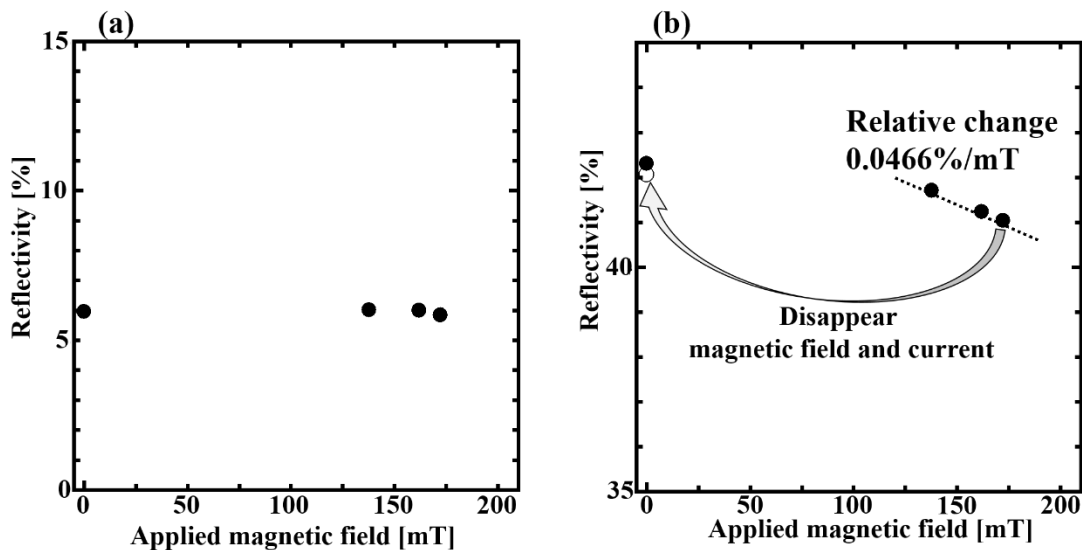 (a)
15
10
5
0
Reflectivity [%]
0 50 100 150 200
Applied magnetic field [mT]
(b)
Relative change
0.0466%/mT
40
35
Reflectivity [%]
Disappear
magnetic field and current
0 50 100 150 200
Applied magnetic field [mT]